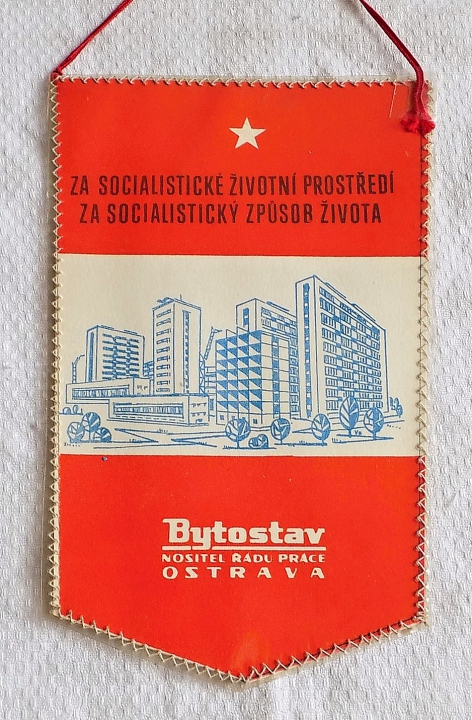 ZA SOCIALISTICKÉ ŽIVOTNÍ PROSTŘEDÍ
ZA SOCIALISTICKÝ ZPŮSOB ŽIVOTA
Bytostav
NOSITEL ŘÁDU PRÁCE
OSTRAVA